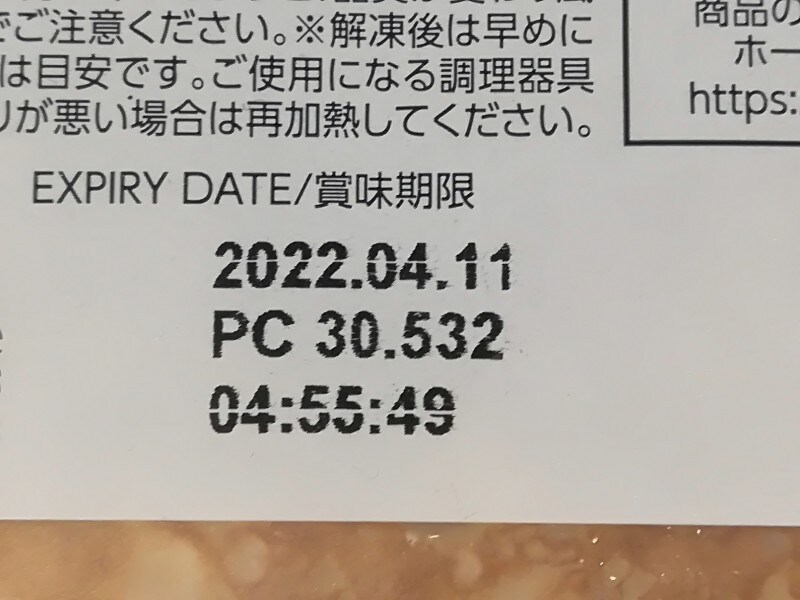 でご注意ください。※解凍後は早めに
は目安です。ご使用になる調理器具
が悪い場合は再加熱してください。
商品の
ホー
https:
EXPIRY DATE/賞味期限
2022.04.11
PC 30.532
04:55:49